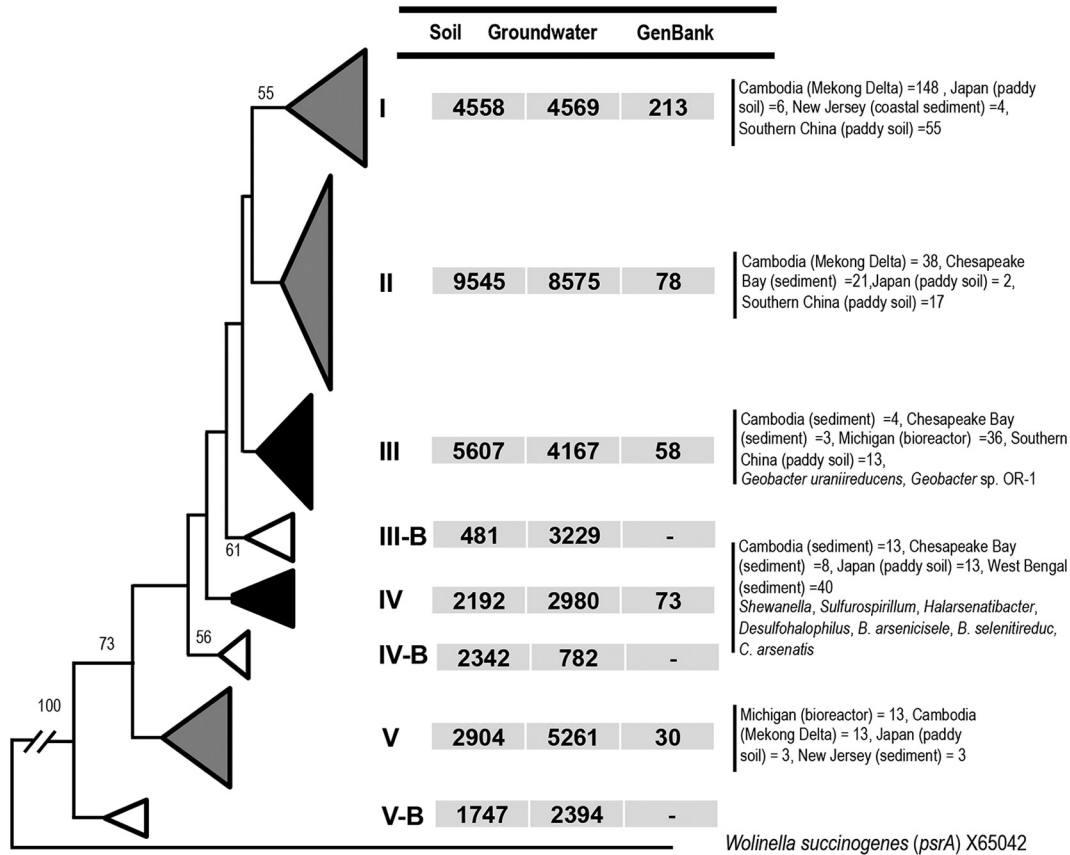 Soil Groundwater GenBank
55
I 4558 4569 213
Cambodia (Mekong Delta) =148 , Japan (paddy
soil) =6, New Jersey (coastal sediment) =4,
Southern China (paddy soil) =55
II 9545 8575 78
Cambodia (Mekong Delta) = 38, Chesapeake
Bay (sediment) =21,Japan (paddy soil) = 2,
Southern China (paddy soil) =17
III 5607 4167 58
Cambodia (sediment) =4, Chesapeake Bay
(sediment) =3, Michigan (bioreactor) =36, Southern
China (paddy soil) =13,
Geobacter uraniireducens, Geobacter sp. OR-1
61
III-B 481 3229 -
IV 2192 2980 73
Cambodia (sediment) =13, Chesapeake Bay
(sediment) =8, Japan (paddy soil) =13, West Bengal
(sediment) =40
Shewanella, Sulfurospirillum, Halarsenatibacter,
Desulfohalophilus, B. arsenicisele, B. selenitireduc,
C. arsenatis
56
IV-B 2342 782 -
73
100
V 2904 5261 30
Michigan (bioreactor) = 13, Cambodia
(Mekong Delta) = 13, Japan (paddy
soil) = 3, New Jersey (sediment) = 3
V-B 1747 2394 -
Wolinella succinogenes (psrA) X65042